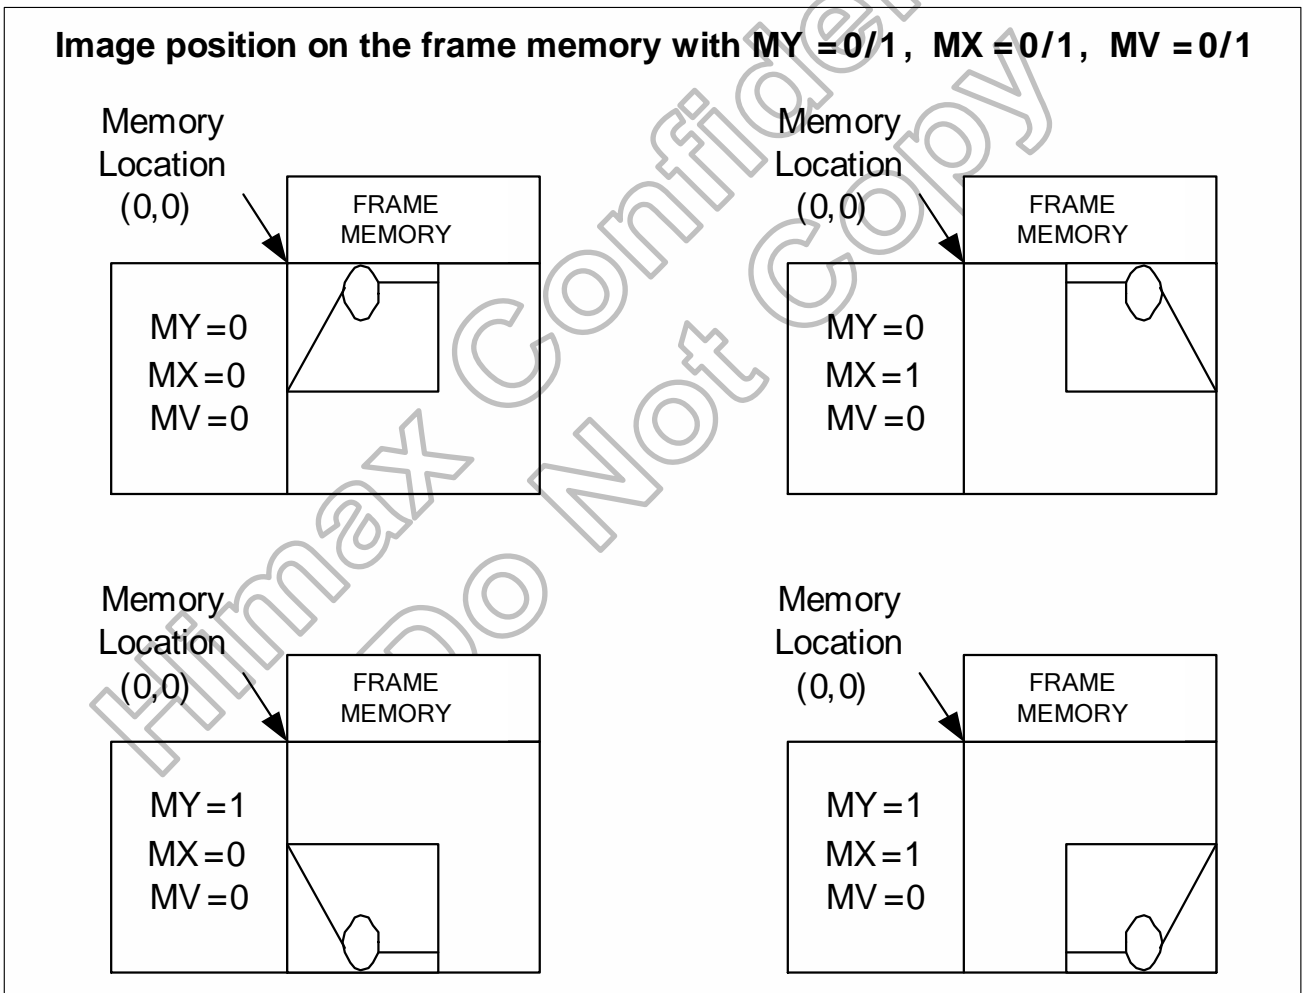 Image position on the frame memory with MY =0/1, MX =0/1, MV =0/1
Memory
Location
(0,0)
FRAME
MEMORY
MY=0
MX=0
MV=0
Memory
Location
(0,0)
FRAME
MEMORY
MY=0
MX=1
MV=0
Memory
Location
(0,0)
FRAME
MEMORY
MY=1
MX=0
MV=0
Memory
Location
(0,0)
FRAME
MEMORY
MY=1
MX=1
MV=0
Do Not Copy